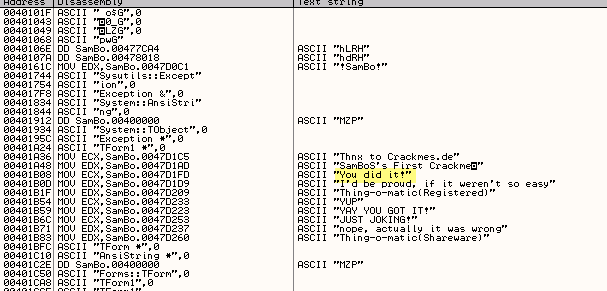 Address Disassembly Text string
0040101F ASCII " o$G",0
00401043 ASCII "◘0_G",0
00401049 ASCII "◘LZG",0
00401068 ASCII "pwG"
0040106E DD SamBo.00477CA4 ASCII "hLRH"
0040107A DD SamBo.00478018 ASCII "hdRH"
0040161C MOV EDX,SamBo.0047D0C1 ASCII "!SamBo!"
00401744 ASCII "Sysutils::Except"
00401754 ASCII "ion",0
004017F8 ASCII "Exception &",0
00401834 ASCII "System::AnsiStri"
00401844 ASCII "ng",0
00401912 DD SamBo.00400000 ASCII "MZP"
00401934 ASCII "System::TObject",0
0040195C ASCII "Exception *",0
00401A24 ASCII "TForm1 *",0
00401A36 MOV ECX,SamBo.0047D1C5 ASCII "Thnx to Crackmes.de"
00401A48 MOV ECX,SamBo.0047D1AD ASCII "SamBoS's First Crackme◘"
00401B08 MOV ECX,SamBo.0047D1FD ASCII "You did it!"
00401B0D MOV EDX,SamBo.0047D1D9 ASCII "I'd be proud, if it weren't so easy"
00401B1F MOV EDX,SamBo.0047D209 ASCII "Thing-o-matic(Registered)"
00401B54 MOV ECX,SamBo.0047D233 ASCII "YUP"
00401B59 MOV EDX,SamBo.0047D223 ASCII "YAY YOU GOT IT!"
00401B6C MOV ECX,SamBo.0047D253 ASCII "JUST JOKING!"
00401B71 MOV EDX,SamBo.0047D237 ASCII "nope, actually it was wrong"
00401B83 MOV EDX,SamBo.0047D260 ASCII "Thing-o-matic(Shareware)"
00401BFC ASCII "TForm *",0
00401C10 ASCII "AnsiString *",0
00401C2E DD SamBo.00400000 ASCII "MZP"
00401C50 ASCII "Forms::TForm",0
00401CA8 ASCII "TForm1",0